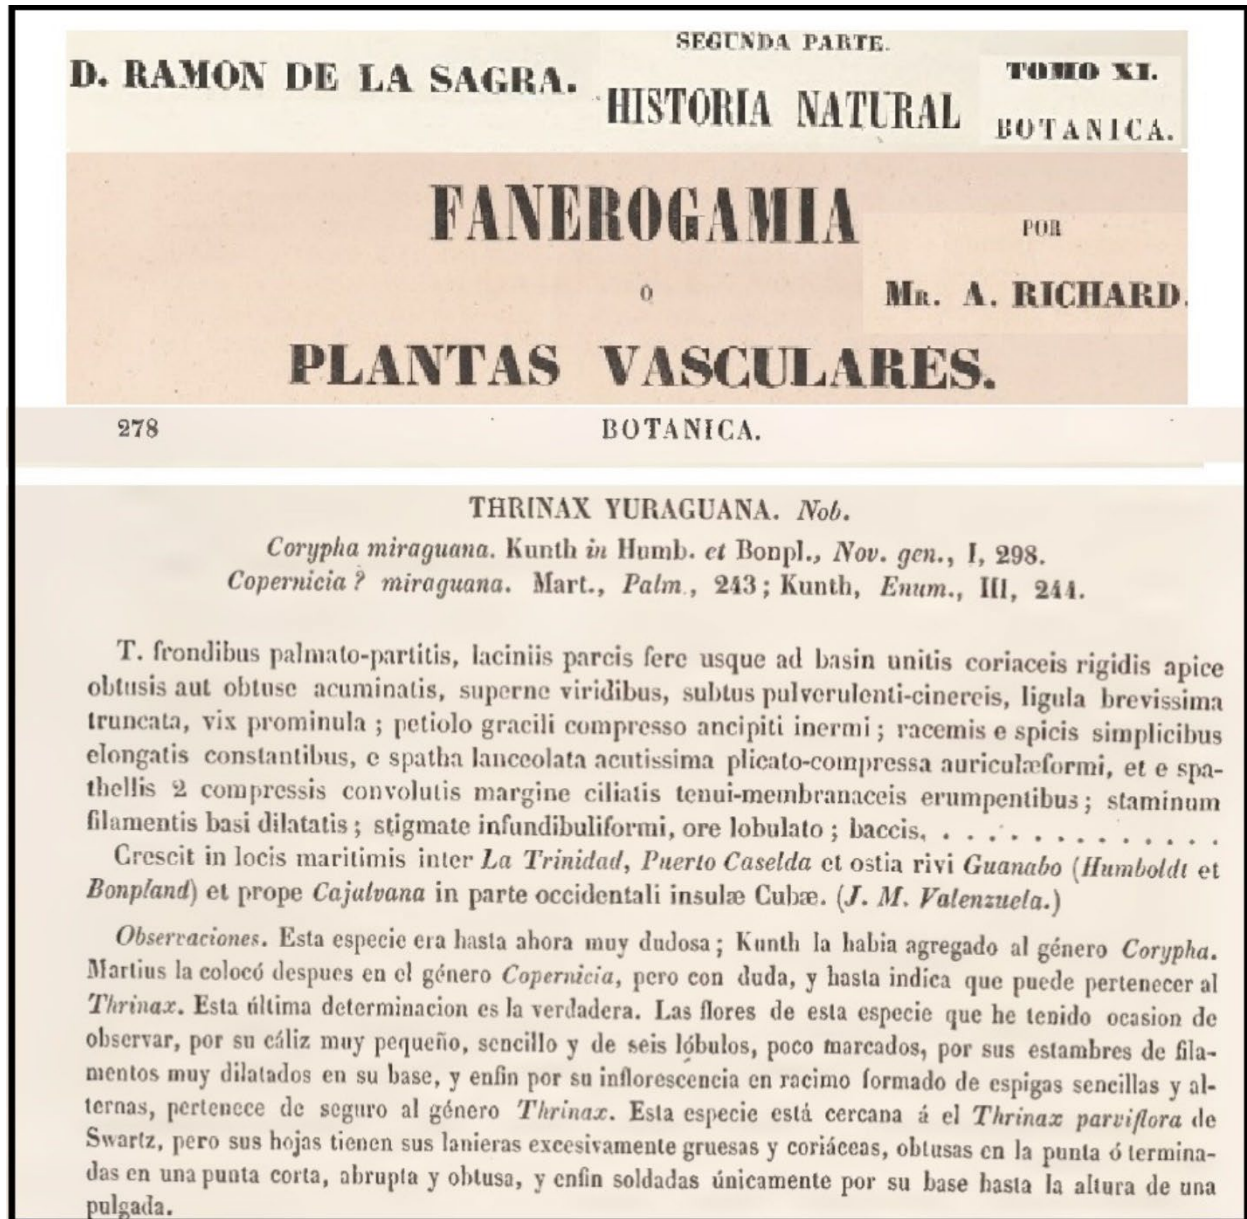 SEGUNDA PARTE.
D. RAMON DE LA SAGRA.
HISTORIA NATURAL
TOMO XI.
BOTANICA.
FANEROGAMIA
O
PLANTAS VASCULARES.
POR
MR. A. RICHARD.
278
BOTANICA.
THRINAX YURAGUANA. Nob.
Corypha miraguana. Kunth in Humb. et Bonpl., Nov. gen., I, 298.
Copernicia ? miraguana. Mart., Palm., 243 ; Kunth, Enum., III, 244.
T. frondibus palmato-partitis, laciniis parcis fere usque ad basin unitis coriaceis rigidis apice
obtusis aut obtuse acuminatis, superne viridibus, subtus pulverulenti-cinereis, ligula brevissima
truncata, vix prominula ; petiolo gracili compresso ancipiti inermi ; racemis e spicis simplicibus
elongatis constantibus, e spatha lanceolata acutissima plicato-compressa auriculæformi, et e spa-
thellis 2 compressis convolutis margine ciliatis tenui-membranaceis erumpentibus ; staminum
filamentis basi dilatatis ; stigmate infundibuliformi, ore lobulato ; baccis. . . . . . . . . . . . . .
Crescit in locis maritimis inter La Trinidad, Puerto Caselda et ostia rivi Guanabo (Humboldt et
Bonpland) et prope Cajalvana in parte occidentali insulæ Cubæ. (J. M. Valenzuela.)
Observaciones. Esta especie era hasta ahora muy dudosa ; Kunth la habia agregado al género Corypha.
Martius la colocó despues en el género Copernicia, pero con duda, y hasta indica que puede pertenecer al
Thrinax. Esta última determinacion es la verdadera. Las flores de esta especie que he tenido ocasion de
observar, por su cáliz muy pequeño, sencillo y de seis lóbulos, poco marcados, por sus estambres de fila-
mentos muy dilatados en su base, y enfin por su inflorescencia en racimo formado de espigas sencillas y al-
ternas, pertenece de seguro al género Thrinax. Esta especie está cercana á el Thrinax parviflora de
Swartz, pero sus hojas tienen sus lanieras excesivamente gruesas y coriáceas, obtusas en la punta ó termina-
das en una punta corta, abrupta y obtusa, y enfin soldadas únicamente por su base hasta la altura de una
pulgada.